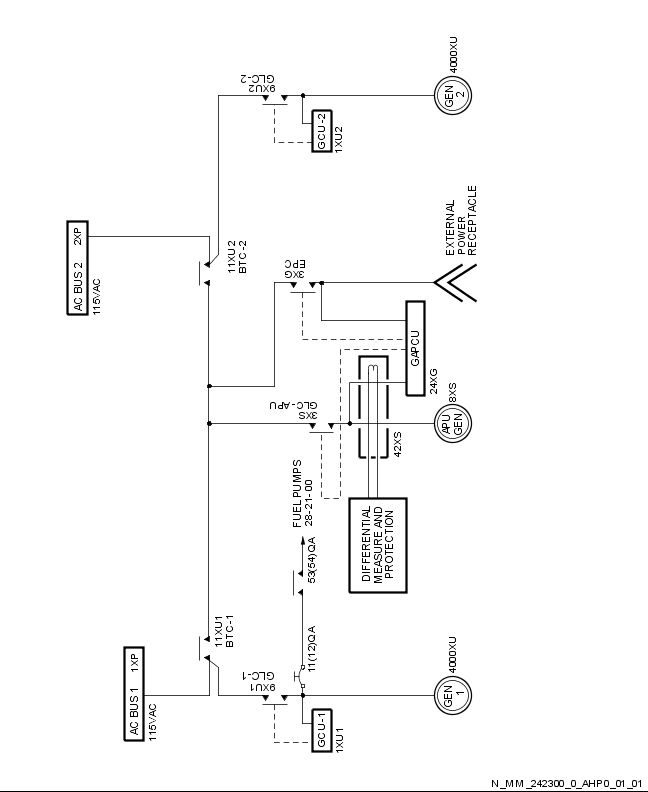 AC BUS 1 1XP
115VAC
11XU1
BTC-1
GLC-1
9XU1
GCU-1
1XU1
GEN
1
4000XU
11(12)QA
53(54)QA
FUEL PUMPS
28-21-00
DIFFERENTIAL
MEASURE AND
PROTECTION
42XS
GLC-APU
3XS
APU
GEN
8XS
GAPCU
24XG
EPC
3XG
EXTERNAL
POWER
RECEPTACLE
AC BUS 2 2XP
115VAC
11XU2
BTC-2
GLC-2
9XU2
GCU-2
1XU2
GEN
2
4000XU
N_MM_242300_0_AHP0_01_01